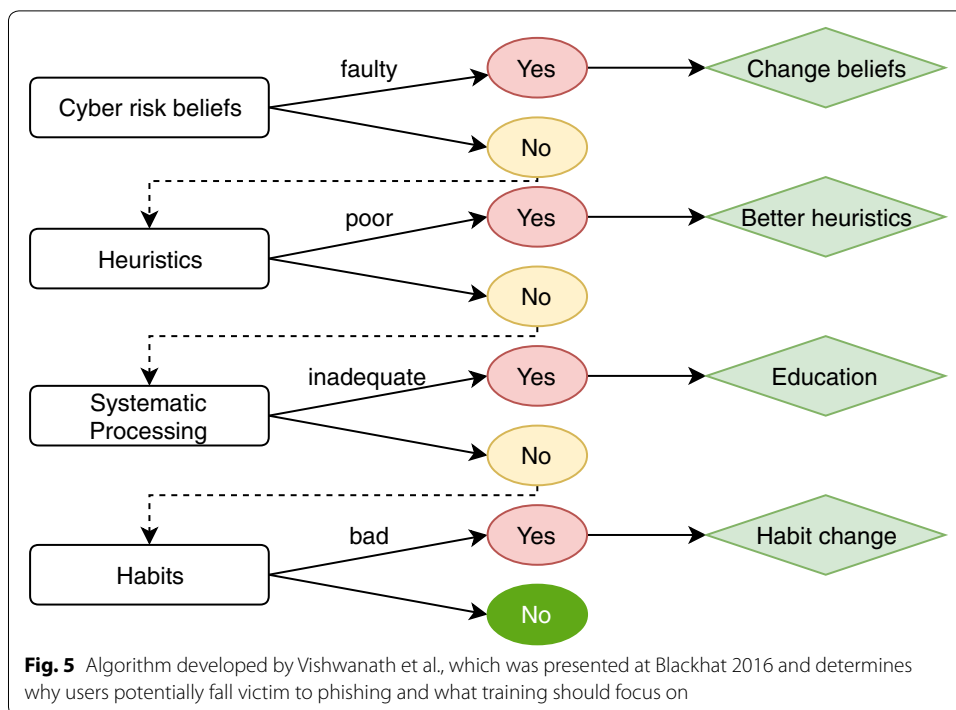 faulty
Yes
Change beliefs
Cyber risk beliefs
No
poor
Yes
Better heuristics
Heuristics
No
inadequate
Yes
Education
Systematic
Processing
No
bad
Yes
Habit change
Habits
No
Fig. 5 Algorithm developed by Vishwanath et al., which was presented at Blackhat 2016 and determines
why users potentially fall victim to phishing and what training should focus on